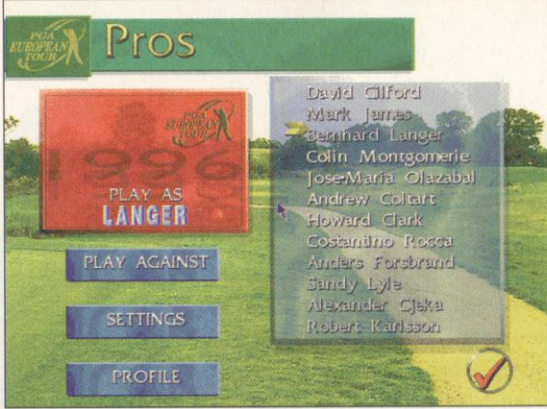 PGA
EUROPEAN
TOUR
Pros
PGA
EUROPEAN
TOUR
1996
PLAY AS
LANGER
PLAY AGAINST
SETTINGS
PROFILE
David Gilford
Mark James
Bernhard Langer
Colin Montgomerie
Jose-Maria Olazabal
Andrew Coltart
Howard Clark
Costantino Rocca
Anders Forsbrand
Sandy Lyle
Alexander Cjeka
Robert Karlsson